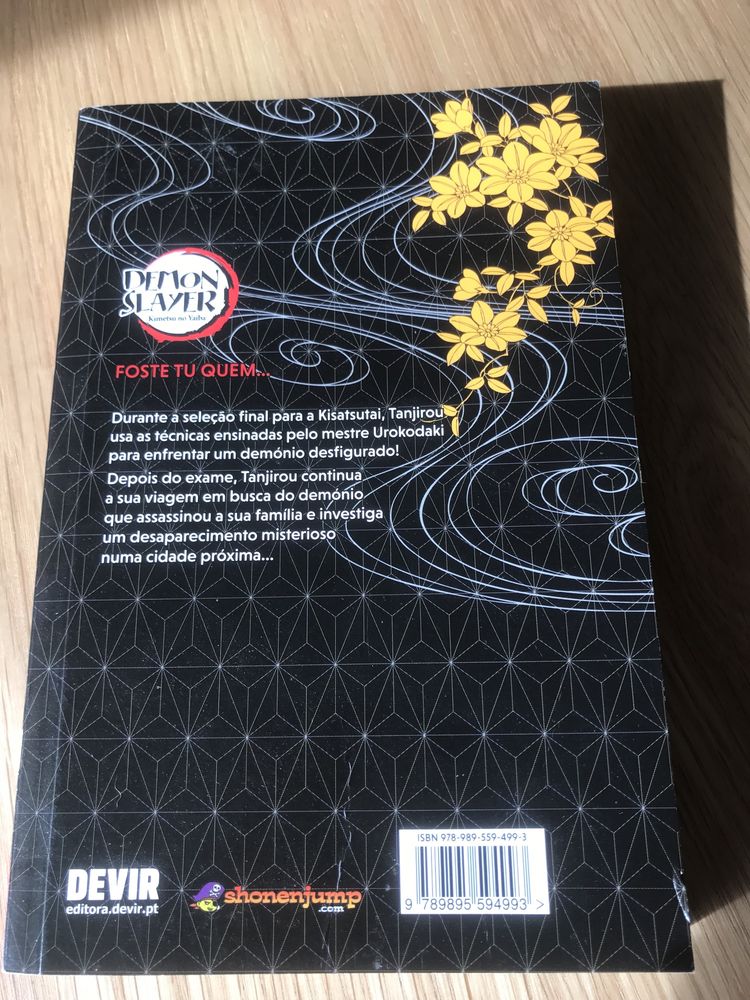 DEMON
SLAYER
Kimetsu no Yaiba
FOSTE TU QUEM...
Durante a seleção final para a Kisatsutai, Tanjirou
usa as técnicas ensinadas pelo mestre Urokodaki
para enfrentar um demónio desfigurado!
Depois do exame, Tanjirou continua
a sua viagem em busca do demónio
que assassinou a sua família e investiga
um desaparecimento misterioso
numa cidade próxima...
ISBN 978-989-559-499-3
9 789895 594993 >
DEVIR
editora.devir.pt
shonenjump
.com